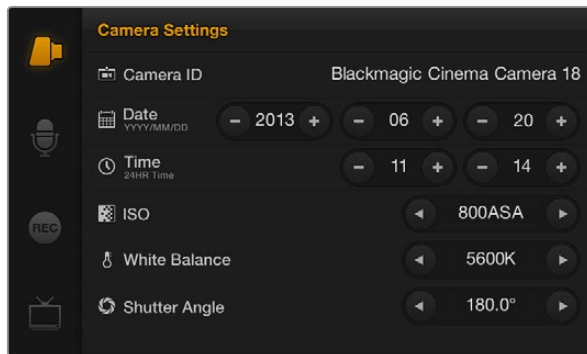 Camera Settings
Camera ID Blackmagic Cinema Camera 18
Date - 2013 + - 06 + - 20 +
YYYY/MM/DD
Time - 11 + - 14 +
24HR Time
REC
ISO 800ASA
White Balance 5600K
Shutter Angle 180.0°